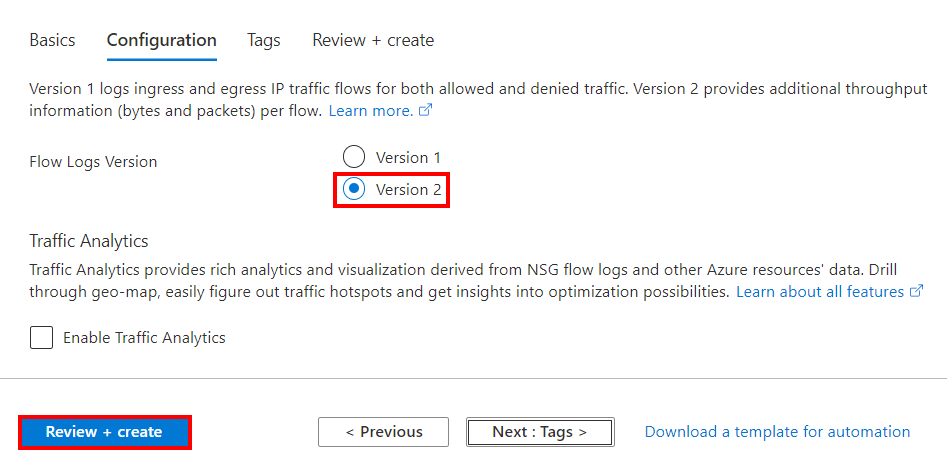 Basics Configuration Tags Review + create
Version 1 logs ingress and egress IP traffic flows for both allowed and denied traffic. Version 2 provides additional throughput
information (bytes and packets) per flow. Learn more.
Flow Logs Version
Version 1
Version 2
Traffic Analytics
Traffic Analytics provides rich analytics and visualization derived from NSG flow logs and other Azure resources' data. Drill
through geo-map, easily figure out traffic hotspots and get insights into optimization possibilities. Learn about all features
Enable Traffic Analytics
Review + create < Previous Next : Tags > Download a template for automation